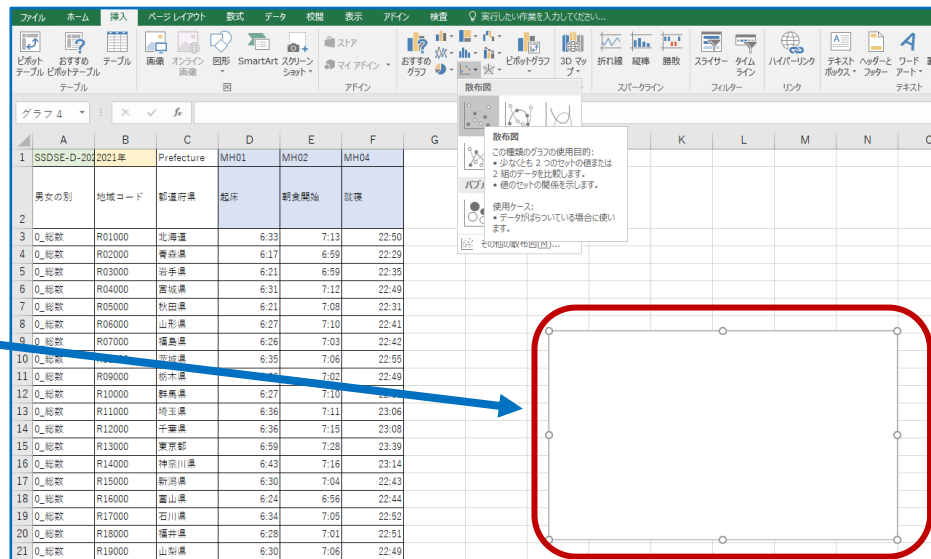 ファイル ホーム 挿入 ページ レイアウト 数式 データ 校閲 表示 アドイン 検査 実行したい作業を入力してください...
ピボットテーブル おすすめピボットテーブル テーブル 画像 オンライン画像 図形 SmartArt スクリーンショット ストア マイ アドイン おすすめグラフ ピボットグラフ 3D マップ 折れ線 縦棒 勝敗 スライサー タイムライン ハイパーリンク テキストボックス ヘッダーとフッター ワードアート
テーブル 図 アドイン スパークライン フィルター リンク テキスト
散布図
グラフ 4 fx
散布図
この種類のグラフの使用目的:
• 少なくとも 2 つのセットの値または
2 組のデータを比較します。
• 値のセットの関係を示します。
使用ケース:
• データがばらついている場合に使い
ます。
バブル
その他の散布図(M)...
A B C D E F G K L M N
1 SSDSE-D-202 2021年 Prefecture MH01 MH02 MH04
2 男女の別 地域コード 都道府県 起床 朝食開始 就寝
3 0_総数 R01000 北海道 6:33 7:13 22:50
4 0_総数 R02000 青森県 6:17 6:59 22:29
5 0_総数 R03000 岩手県 6:21 6:59 22:35
6 0_総数 R04000 宮城県 6:31 7:12 22:49
7 0_総数 R05000 秋田県 6:21 7:08 22:31
8 0_総数 R06000 山形県 6:27 7:10 22:41
9 0_総数 R07000 福島県 6:26 7:03 22:42
10 0_総数 茨城県 6:35 7:06 22:55
11 0_総数 R09000 栃木県 7:02 22:49
12 0_総数 R10000 群馬県 6:27 7:10
13 0_総数 R11000 埼玉県 6:36 7:11 23:06
14 0_総数 R12000 千葉県 6:36 7:15 23:08
15 0_総数 R13000 東京都 6:59 7:28 23:39
16 0_総数 R14000 神奈川県 6:43 7:16 23:14
17 0_総数 R15000 新潟県 6:30 7:04 22:43
18 0_総数 R16000 富山県 6:24 6:56 22:44
19 0_総数 R17000 石川県 6:34 7:05 22:52
20 0_総数 R18000 福井県 6:28 7:01 22:51
21 0_総数 R19000 山梨県 6:30 7:06 22:49